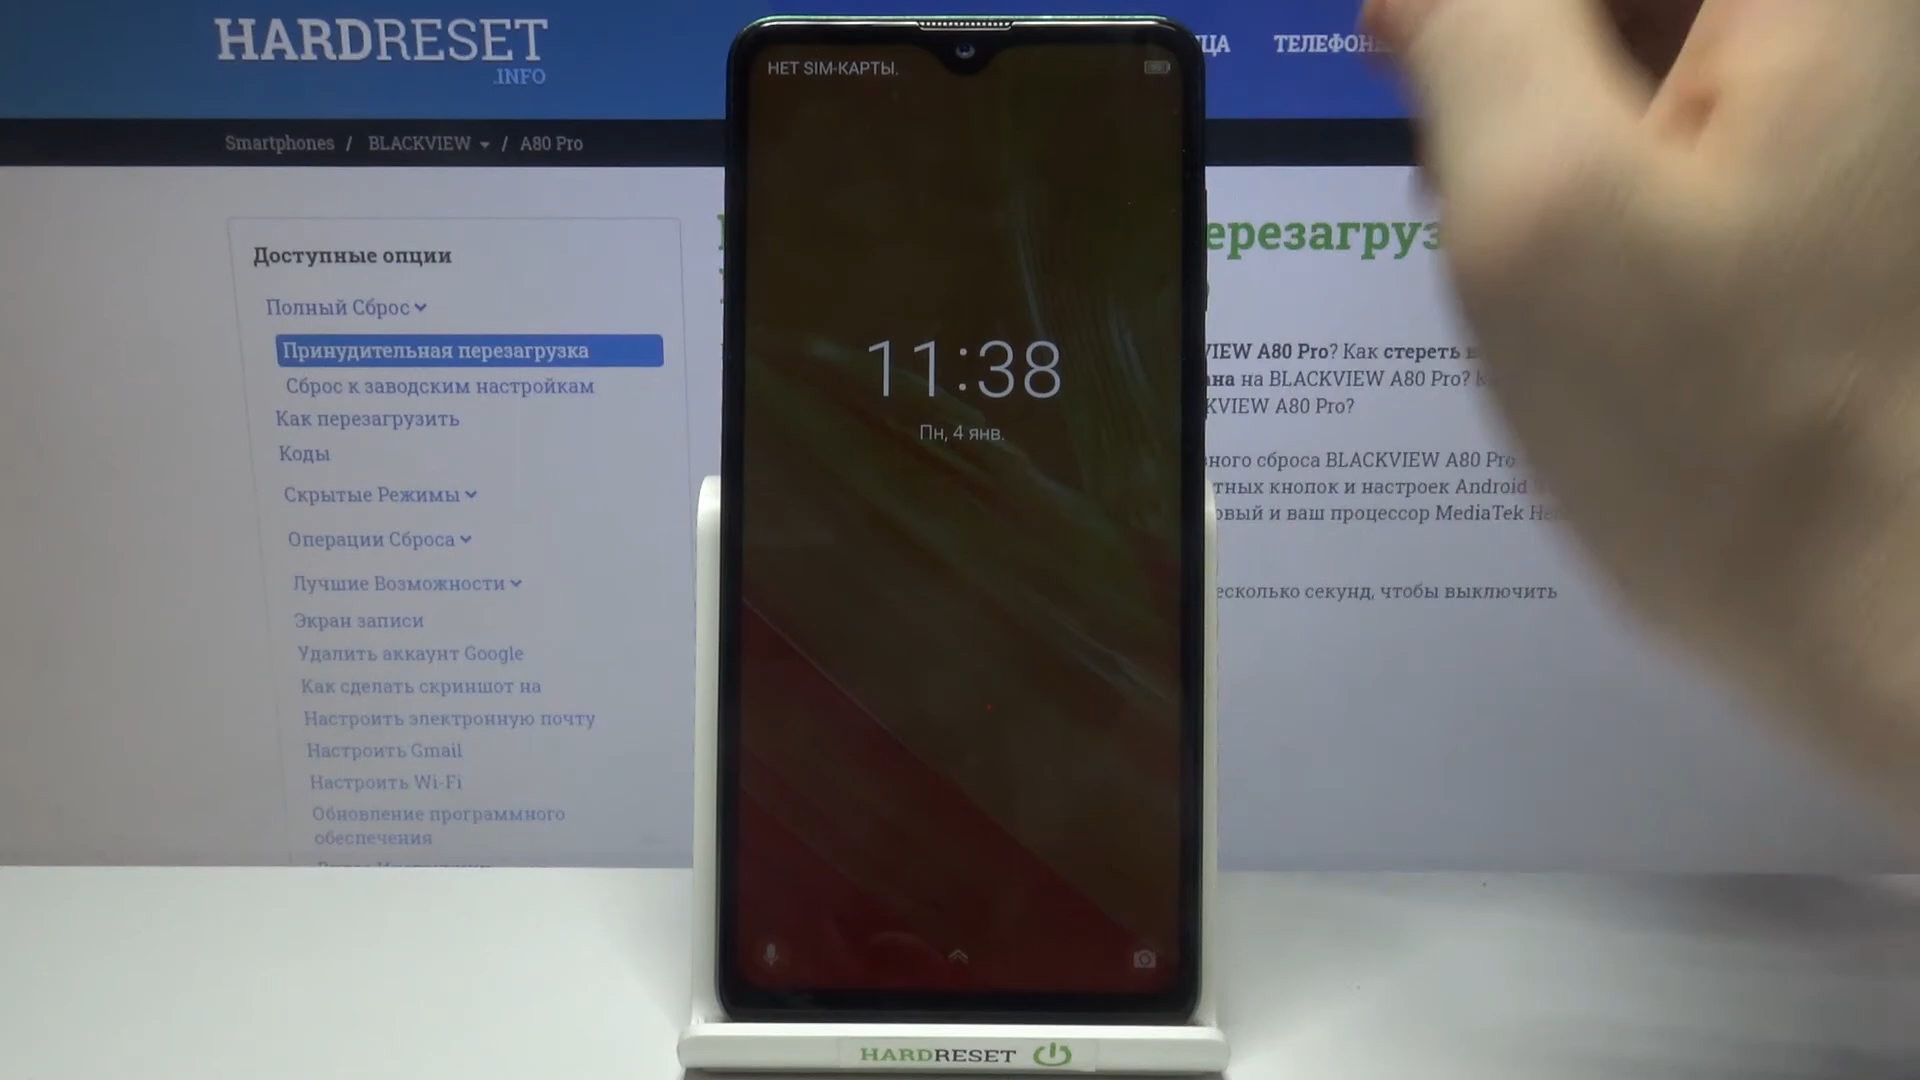 HARDRESET
.INFO
ТЕЛЕФОН
Smartphones / BLACKVIEW / A80 Pro
НЕТ SIM-КАРТЫ.
11:38
Пн, 4 янв.
Доступные опции
Полный Сброс
Принудительная перезагрузка
Сброс к заводским настройкам
Как перезагрузить
Коды
Скрытые Режимы
Операции Сброса
Лучшие Возможности
Экран записи
Удалить аккаунт Google
Как сделать скриншот на
Настроить электронную почту
Настроить Gmail
Настроить Wi-Fi
Обновление программного
обеспечения
ерезагруз
VIEW A80 Pro? Как стереть
ана на BLACKVIEW A80 Pro?
KVIEW A80 Pro?
ного сброса BLACKVIEW A80 Pro
тных кнопок и настроек Android
овый и ваш процессор MediaTek
есколько секунд, чтобы выключить
HARDRESET